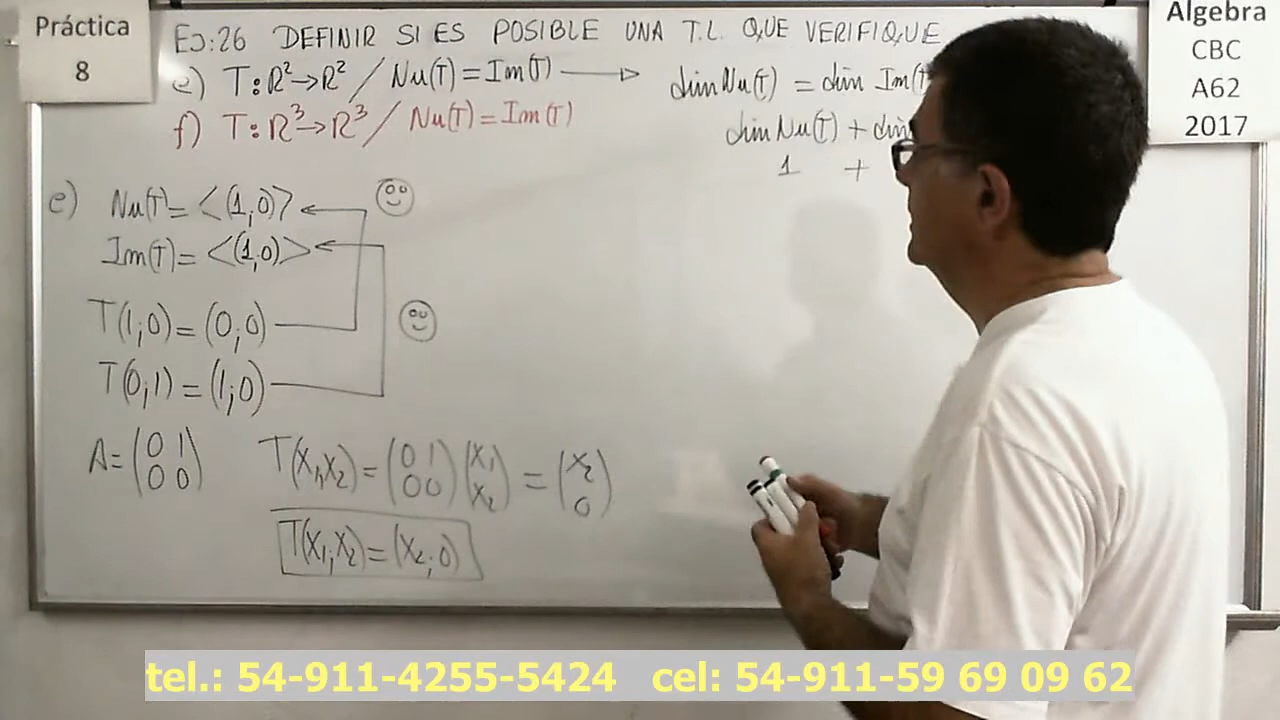 Práctica
8
EJ:26 DEFINIR SI ES POSIBLE UNA T.L. QUE VERIFIQUE
e) T:R²→R² / Nu(T)=Im(T) → dim Nu(T) = dim Im(T
f) T:R³→R³ / Nu(T)=Im(T)
dim Nu(T) + dim
1 +
Algebra
CBC
A62
2017
e) Nu(T)=<(1,0)>
Im(T)=<(1,0)>
T(1,0)=(0,0)
T(0,1)=(1,0)
A=(0 1
0 0)
T(x₁,x₂)=(0 1
0 0)(x₁
x₂)=(x₂
0)
T(x₁,x₂)=(x₂,0)
tel.: 54-911-4255-5424 cel: 54-911-59 69 09 62